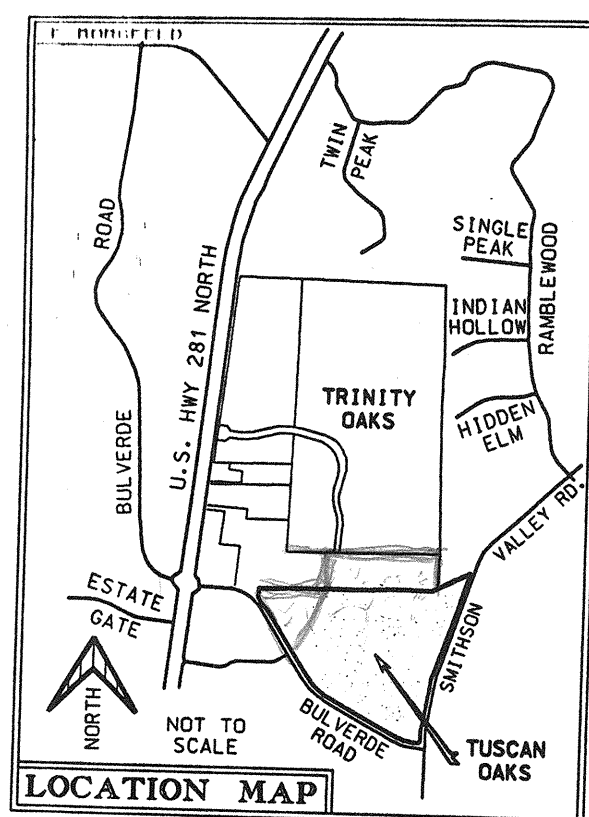 TWIN
PEAK
ROAD
SINGLE
PEAK
RAMBLEWOOD
U.S. HWY 281 NORTH
INDIAN
HOLLOW
TRINITY
OAKS
HIDDEN
ELM
BULVERDE
VALLEY RD.
ESTATE
GATE
SMITHSON
NORTH
NOT TO
SCALE
BULVERDE
ROAD
TUSCAN
OAKS
LOCATION MAP